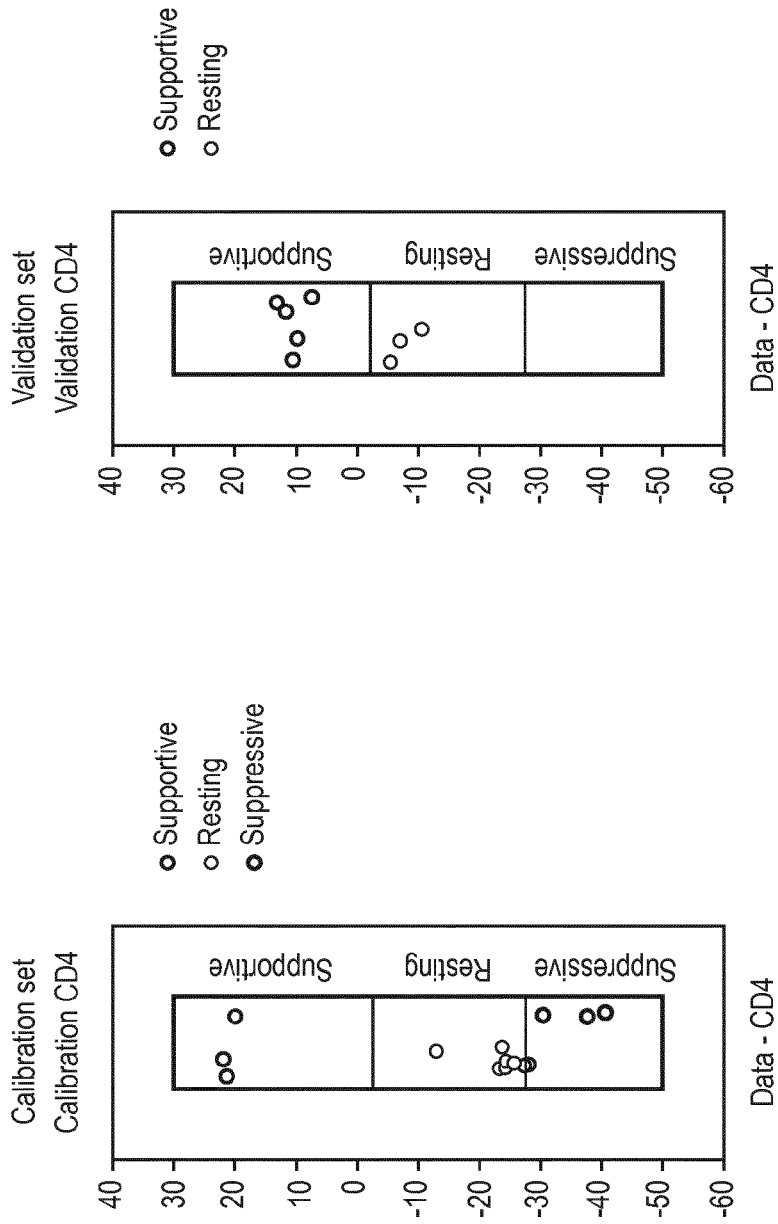 Calibration set
Calibration CD4
40
30
20
10
0
-10
-20
-30
-40
-50
-60
Supportive
Resting
Suppressive
Supportive
Resting
Suppressive
Data - CD4
Validation set
Validation CD4
40
30
20
10
0
-10
-20
-30
-40
-50
-60
Supportive
Resting
Suppressive
Supportive
Resting
Data - CD4